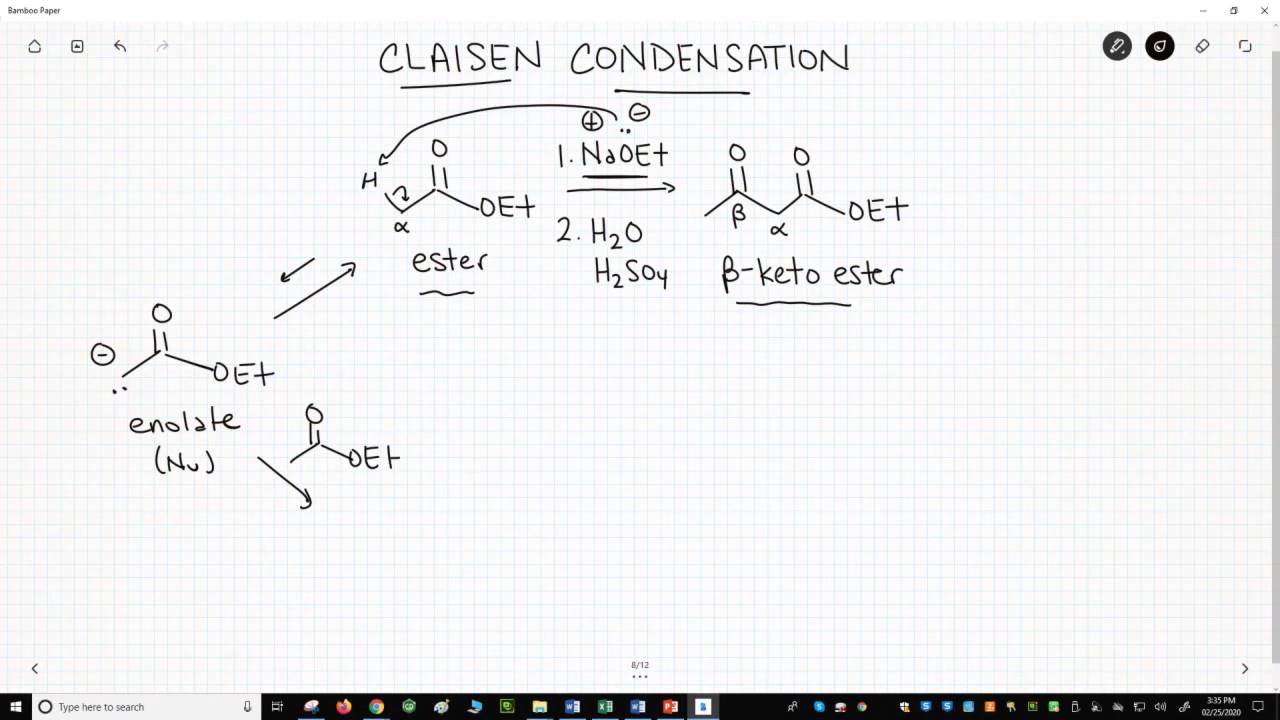 Bamboo Paper
CLAISEN CONDENSATION
⊕ ⊖
O
1. NaOEt
O O
H
OEt
OEt
α
β α
2. H2O
H2SO4
ester
β-keto ester
O
⊖
OEt
enolate
(Nu)
O
OEt
8/12
Type here to search
3:35 PM
02/25/2020